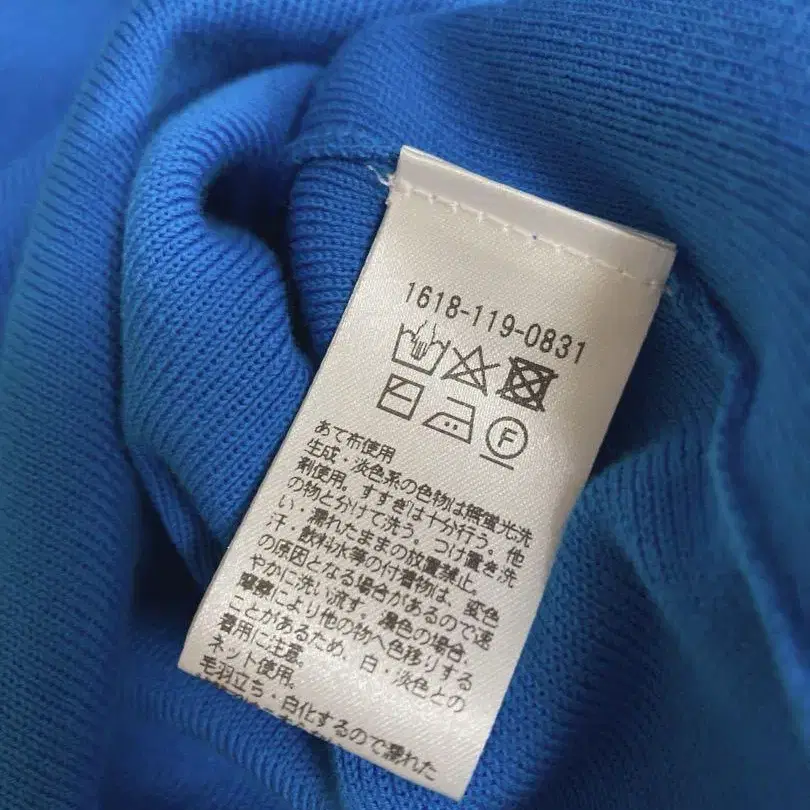 1618-119-0831
F
あて布使用
生成・淡色系の色物は無蛍光洗
剤使用。すすぎは十分行う。他
の物と分けて洗う。つけ置き洗
い・濡れたままの放置禁止。
汗・飲料水等の付着物は、変色
の原因となる場合があるので速
やかに洗い流す。濃色の場合、
摩擦により他の物へ色移りする
ことがあるため、白・淡色との
着用に注意。
ネット使用。
毛羽立ち・白化するので濡れた